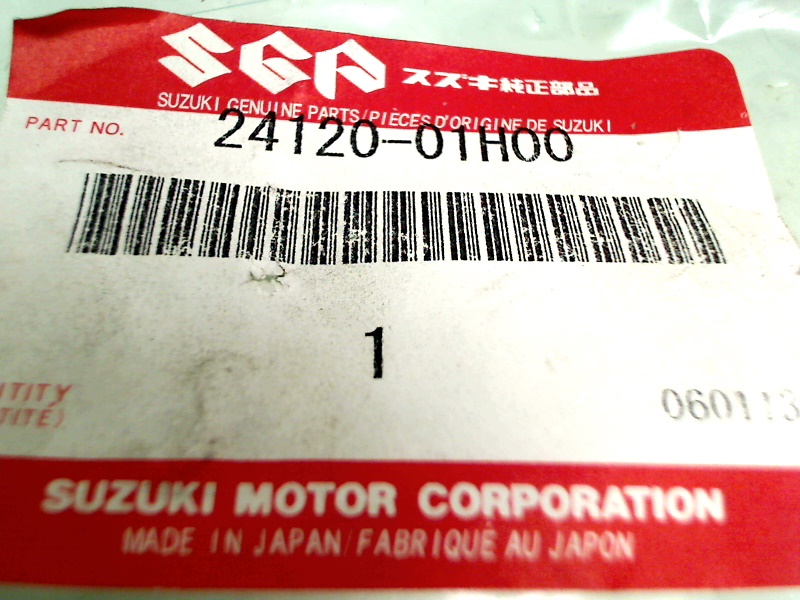 SGP スズキ純正部品
SUZUKI GENUINE PARTS/PIÈCES D'ORIGINE DE SUZUKI
PART NO. 24120-01H00
1
060113
SUZUKI MOTOR CORPORATION
MADE IN JAPAN/FABRIQUÉ AU JAPON